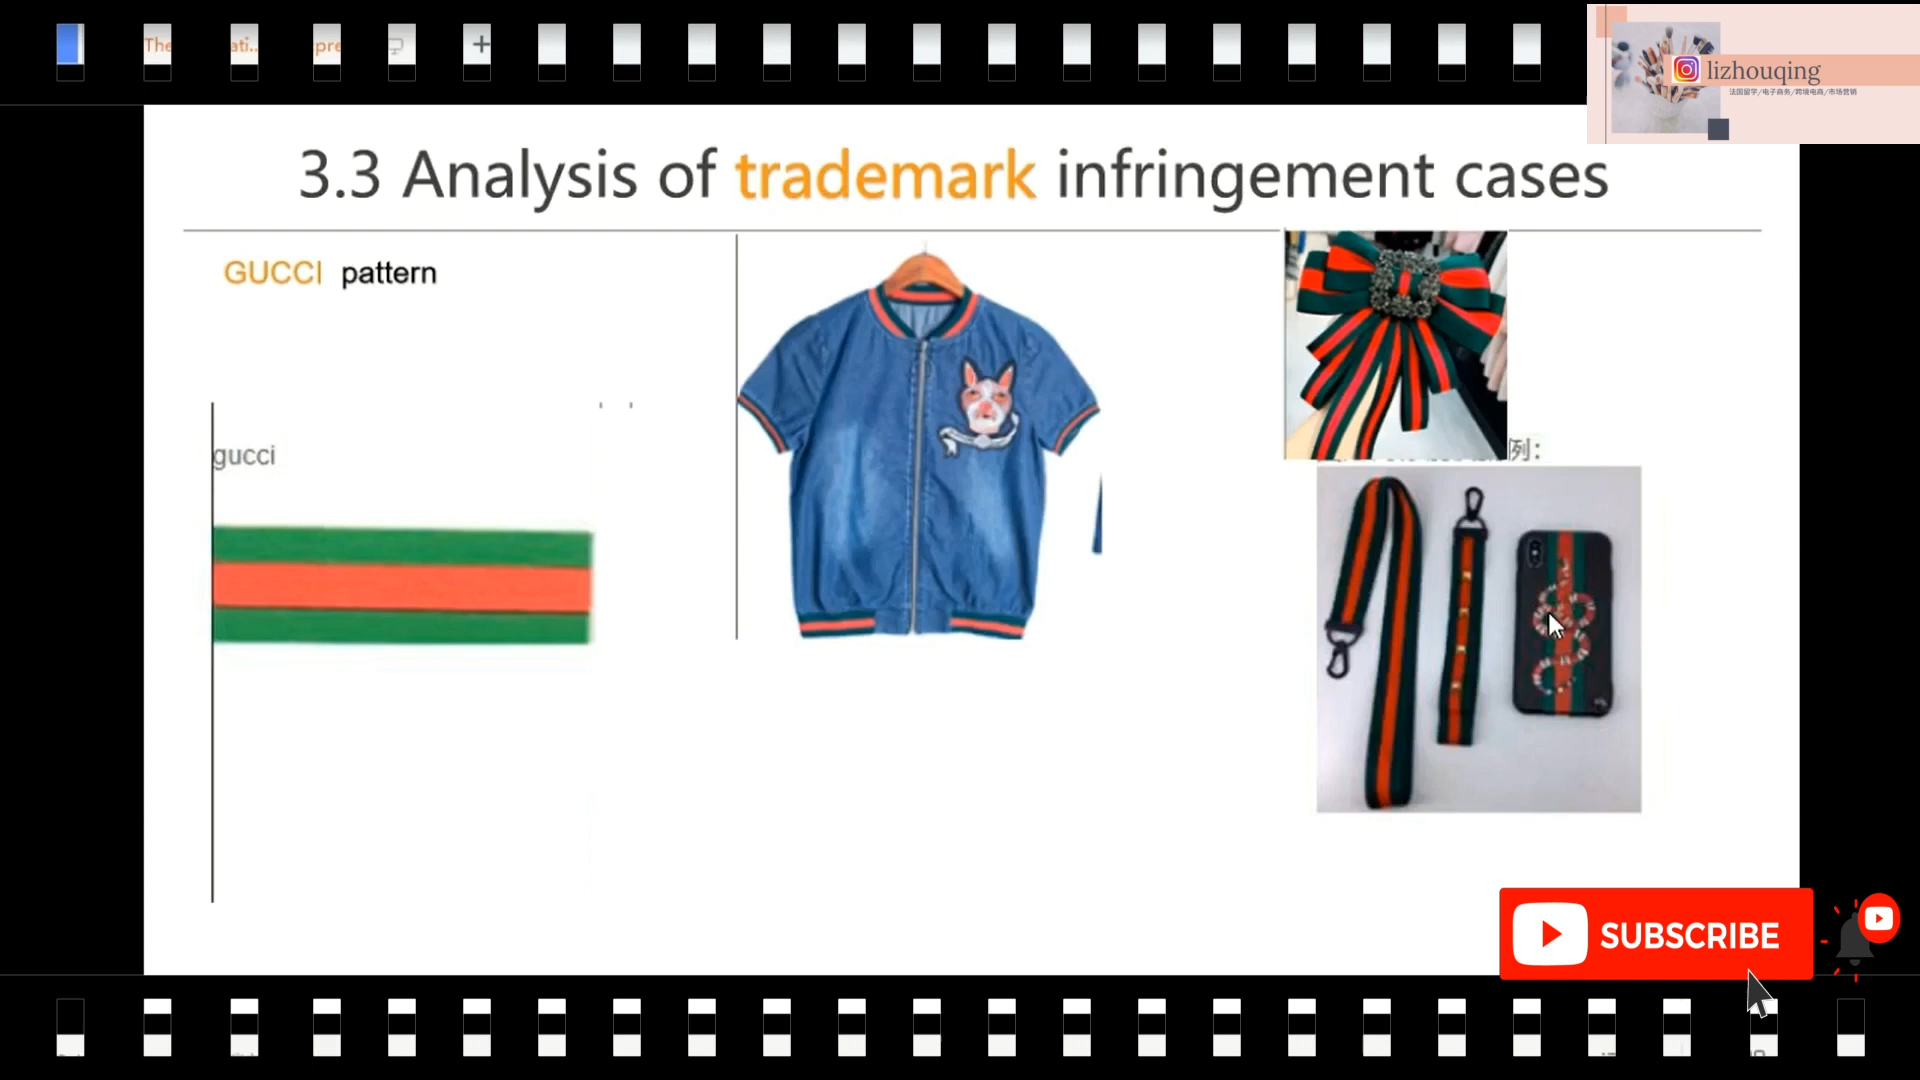 The
ati..
pre
lizhouqing
法国留学/电子商务/跨境电商/市场营销
3.3 Analysis of trademark infringement cases
GUCCI pattern
gucci
列：
SUBSCRIBE